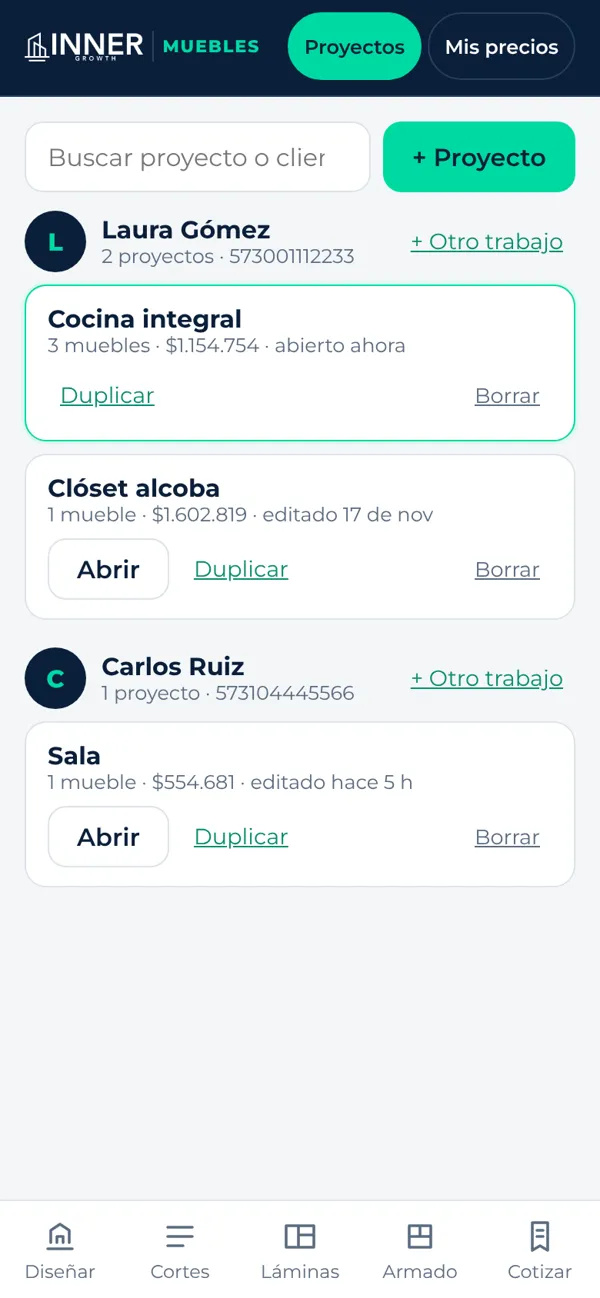 INNER
GROWTH
MUEBLES
Proyectos
Mis precios
Buscar proyecto o clier
+ Proyecto
L
Laura Gómez
2 proyectos · 573001112233
+ Otro trabajo
Cocina integral
3 muebles · $1.154.754 · abierto ahora
Duplicar
Borrar
Clóset alcoba
1 mueble · $1.602.819 · editado 17 de nov
Abrir
Duplicar
Borrar
C
Carlos Ruiz
1 proyecto · 573104445566
+ Otro trabajo
Sala
1 mueble · $554.681 · editado hace 5 h
Abrir
Duplicar
Borrar
Diseñar
Cortes
Láminas
Armado
Cotizar